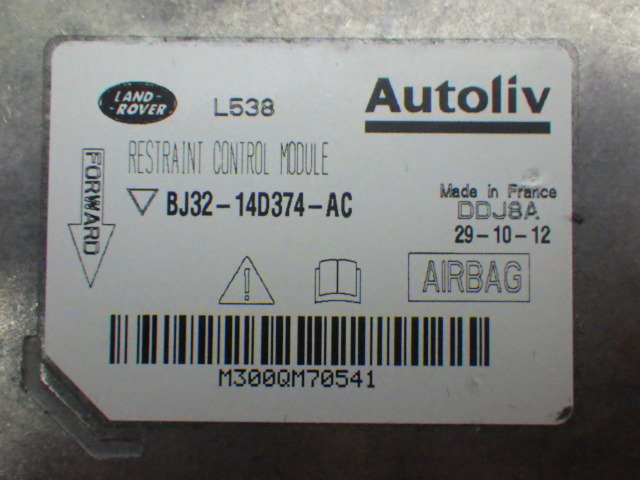 LAND-
-ROVER
L538
Autoliv
RESTRAINT CONTROL MODULE
FORWARD
BJ32-14D374-AC
Made in France
DDJ8A
29-10-12
AIRBAG
M300QM70541